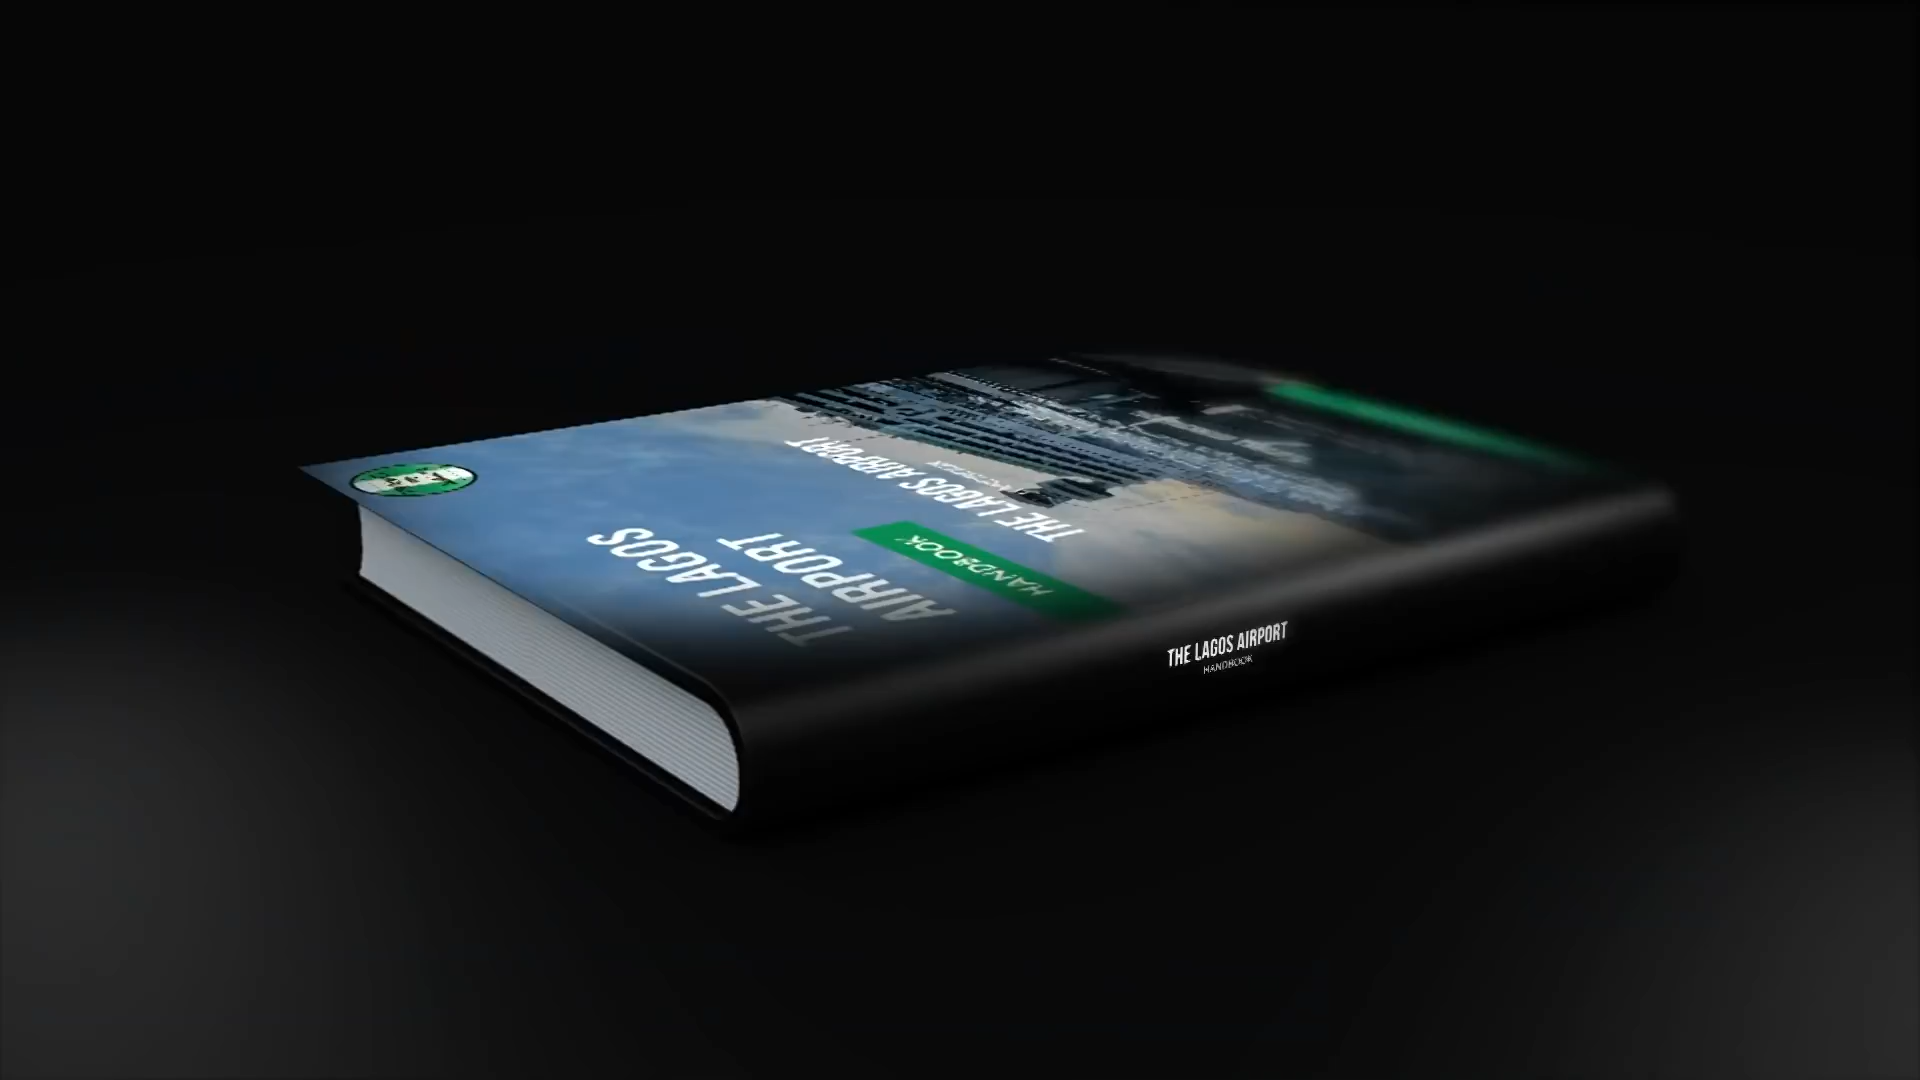 THE LAGOS
AIRPORT
HANDBOOK
THE LAGOS AIRPORT
THE LAGOS AIRPORT
HANDBOOK